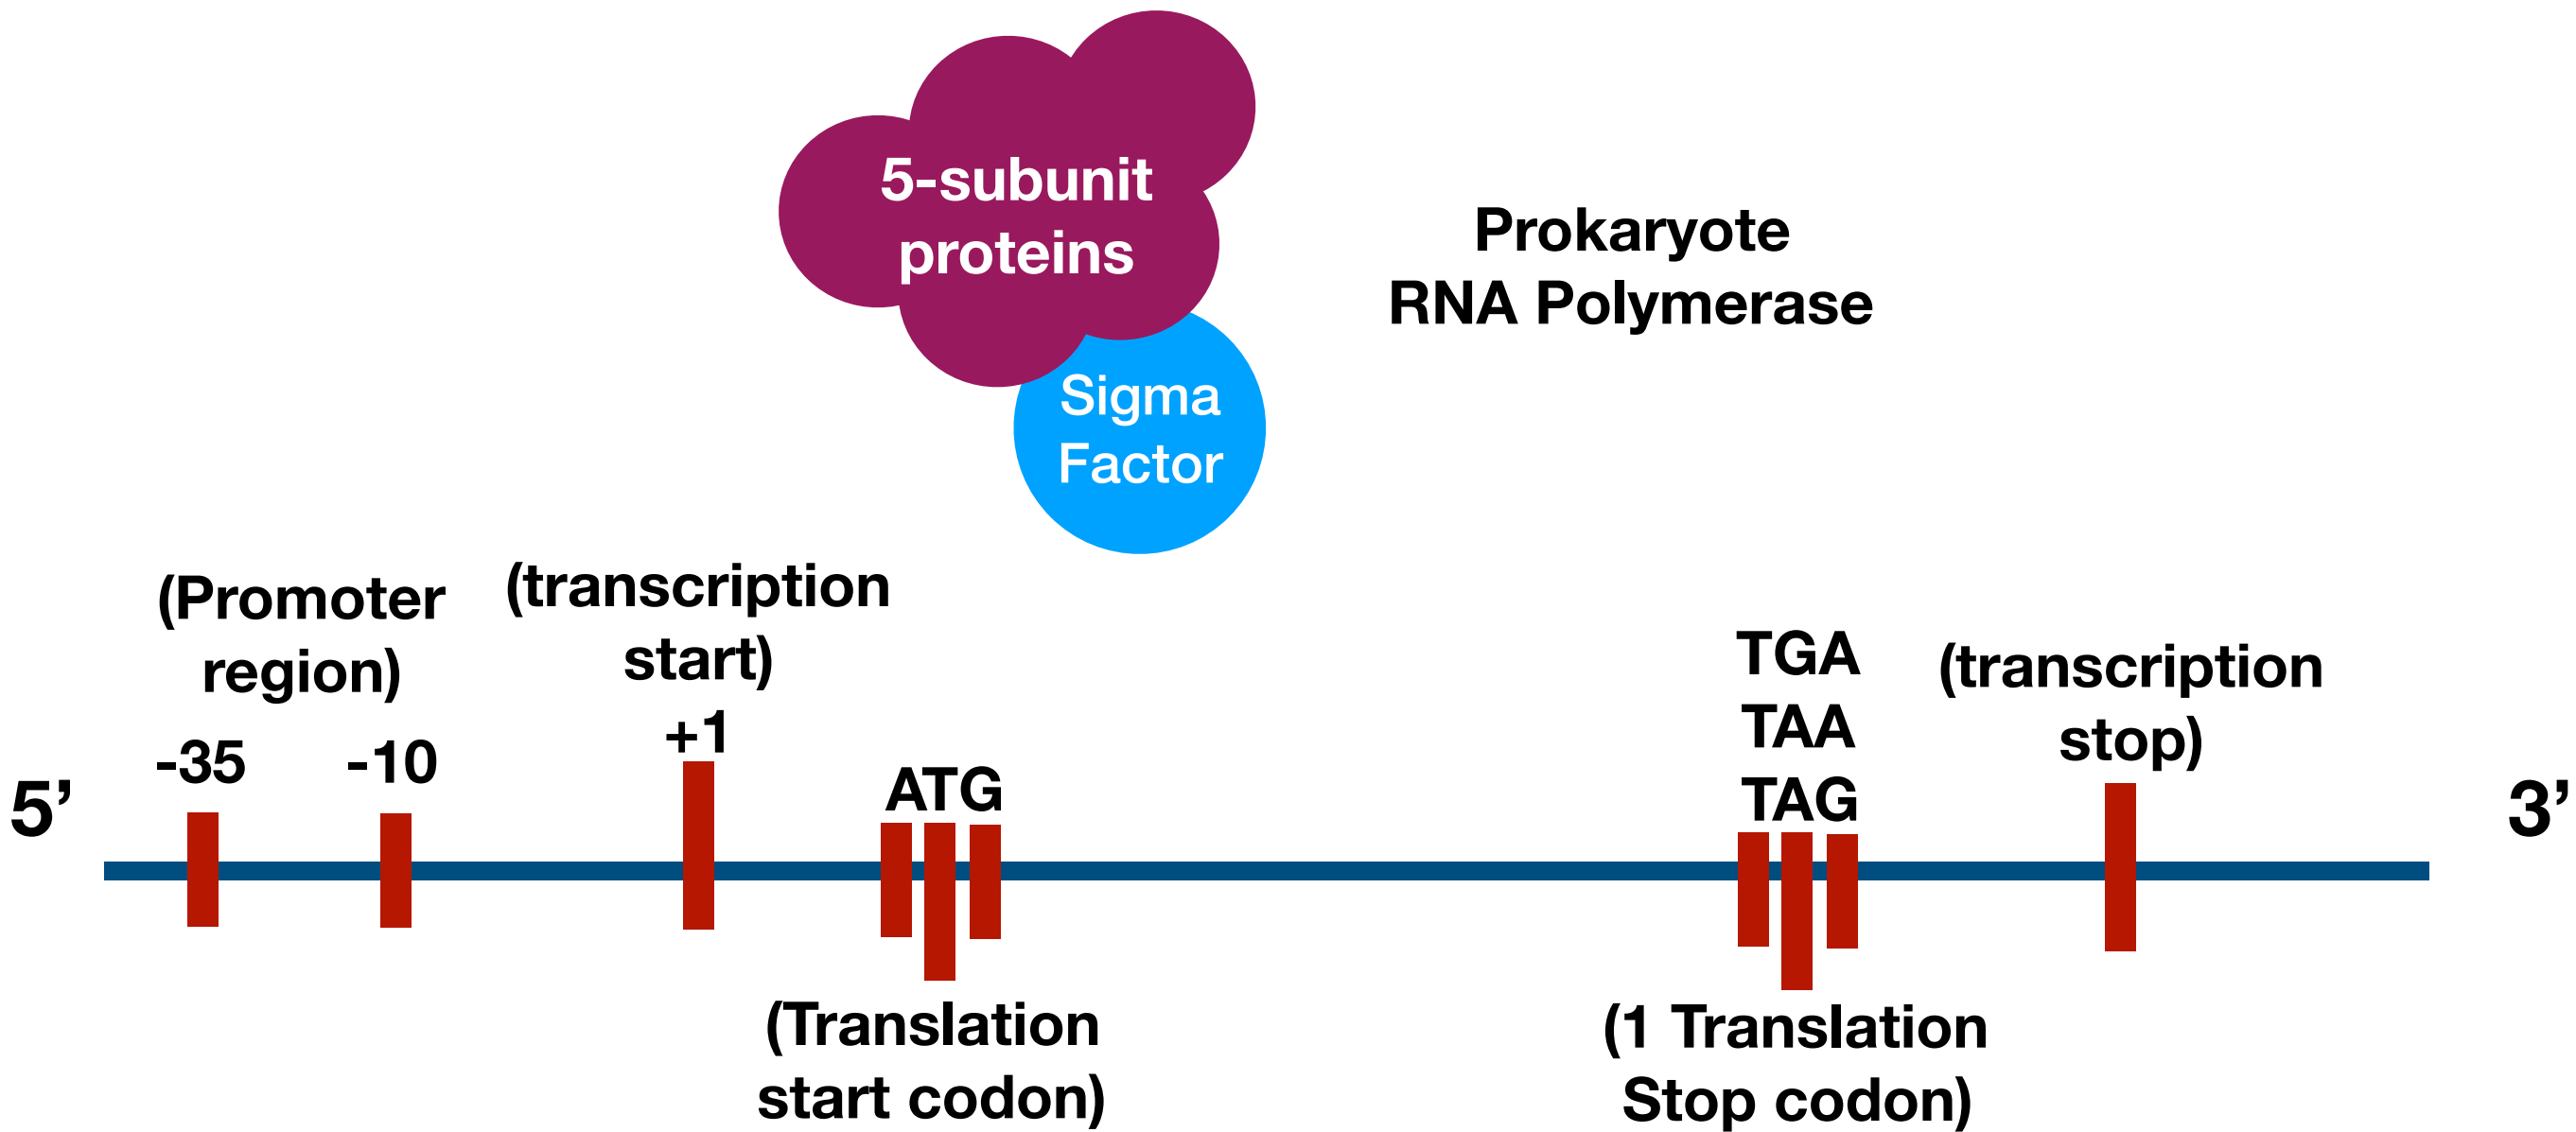 5-subunit
proteins
Prokaryote
RNA Polymerase
Sigma
Factor
(Promoter
region)
-35
-10
(transcription
start)
+1
ATG
TGA
TAA
TAG
(transcription
stop)
5’
3’
(Translation
start codon)
(1 Translation
Stop codon)